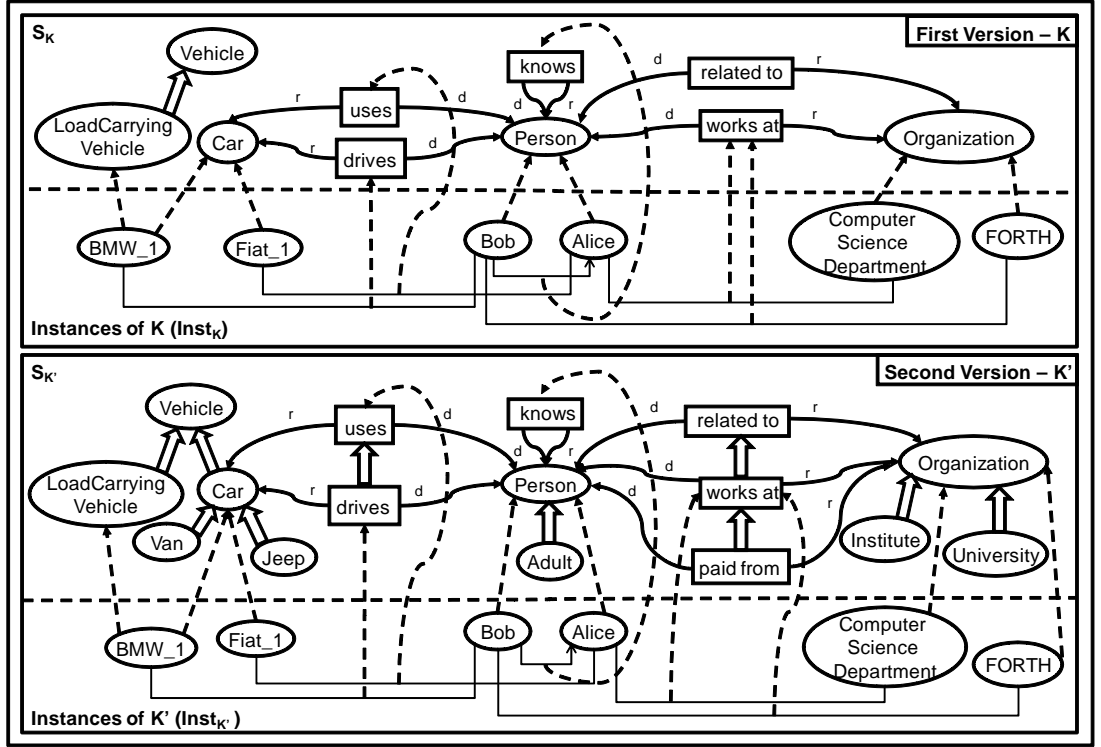 S_K
First Version – K
Vehicle
knows
related to
d
r
uses
r
d
d
r
LoadCarrying
Vehicle
Car
Person
d
works at
r
Organization
drives
r
d
BMW_1
Fiat_1
Bob
Alice
Computer
Science
Department
FORTH
Instances of K (Inst_K)
S_K’
Second Version – K’
Vehicle
knows
related to
d
r
uses
r
d
d
r
LoadCarrying
Vehicle
Car
Person
d
works at
r
Organization
drives
r
d
Van
Jeep
Adult
d
paid from
r
Institute
University
BMW_1
Fiat_1
Bob
Alice
Computer
Science
Department
FORTH
Instances of K’ (Inst_K’ )